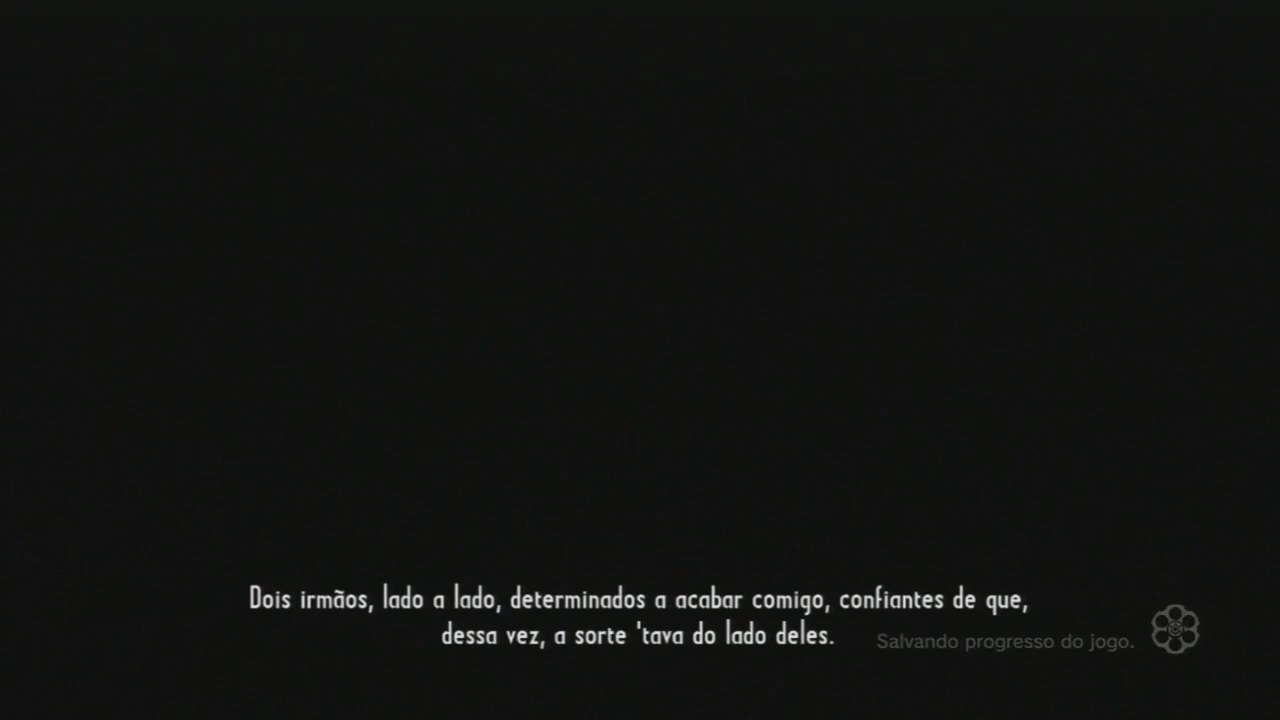 Dois irmãos, lado a lado, determinados a acabar comigo, confiantes de que,
dessa vez, a sorte 'tava do lado deles.
Salvando progresso do jogo.